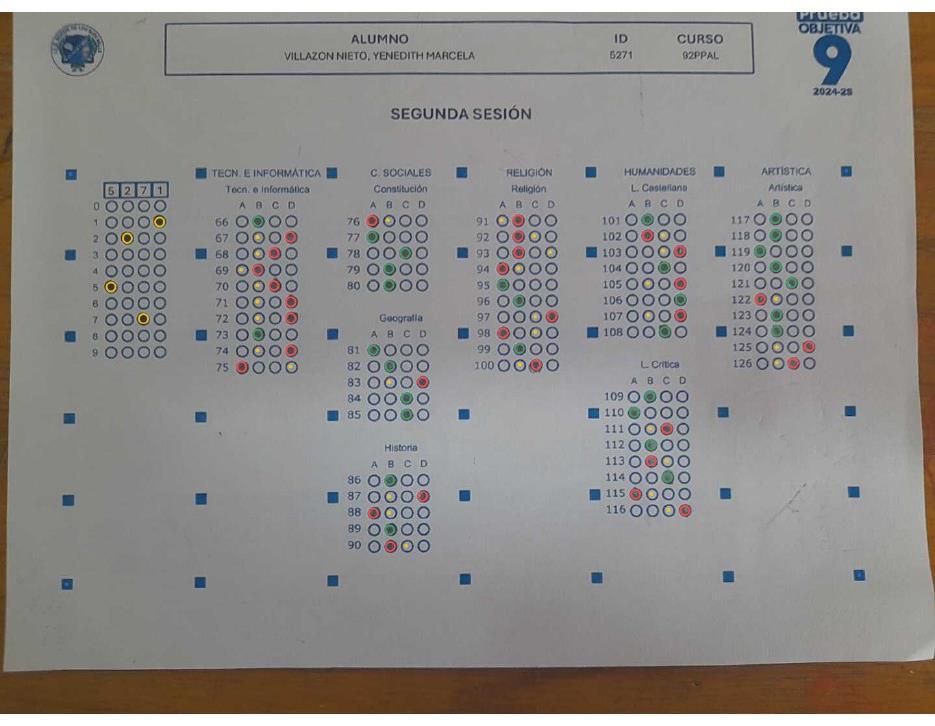 Prueba
OBJETIVA
9
2024-25
ALUMNO ID CURSO
VILLAZON NIETO, YENEDITH MARCELA 5271 92PPAL
SEGUNDA SESIÓN
5 2 7 1
0
1
2
3
4
5
6
7
8
9
TECN. E INFORMÁTICA
Tecn. e Informática
A B C D
66
67
68
69
70
71
72
73
74
75
C. SOCIALES
Constitución
A B C D
76
77
78
79
80
Geografía
A B C D
81
82
83
84
85
Historia
A B C D
86
87
88
89
90
RELIGIÓN
Religión
A B C D
91
92
93
94
95
96
97
98
99
100
HUMANIDADES
L. Castellana
A B C D
101
102
103
104
105
106
107
108
L. Crítica
A B C D
109
110
111
112
113
114
115
116
ARTÍSTICA
Artística
A B C D
117
118
119
120
121
122
123
124
125
126